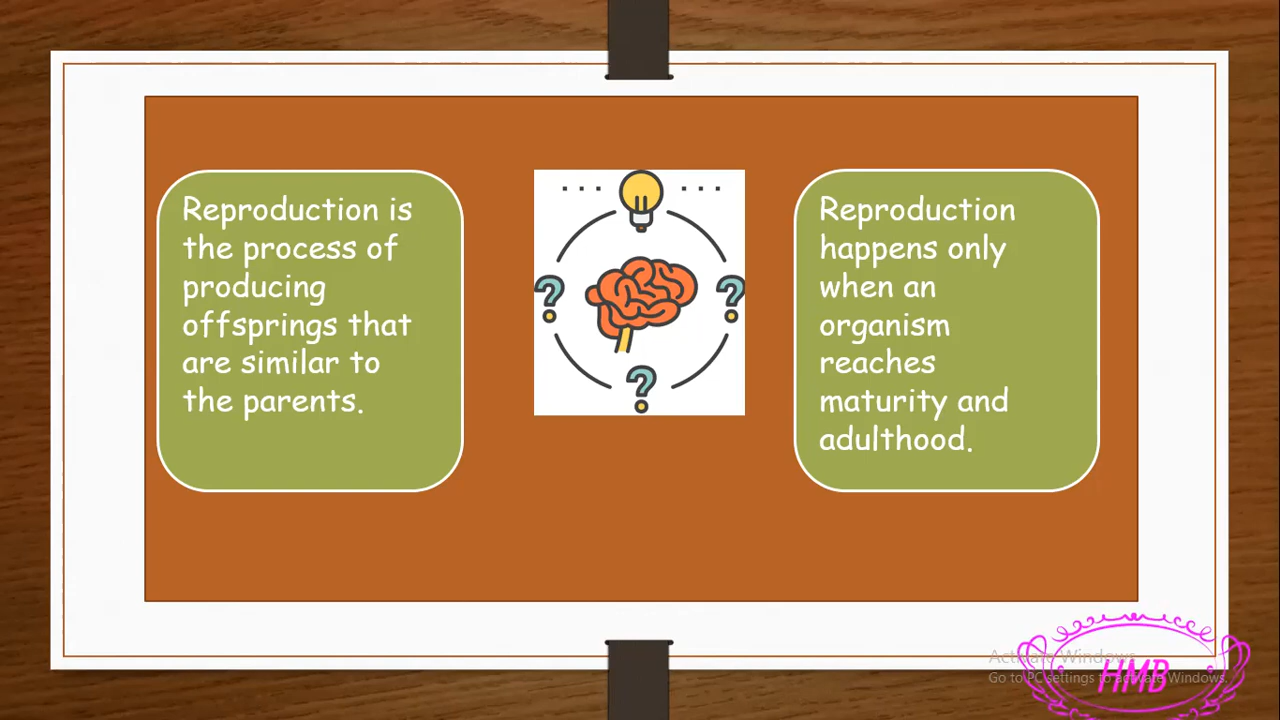 Reproduction is
the process of
producing
offsprings that
are similar to
the parents.
Reproduction
happens only
when an
organism
reaches
maturity and
adulthood.
Activate Windows
Go to PC settings to activate Windows.
HMB